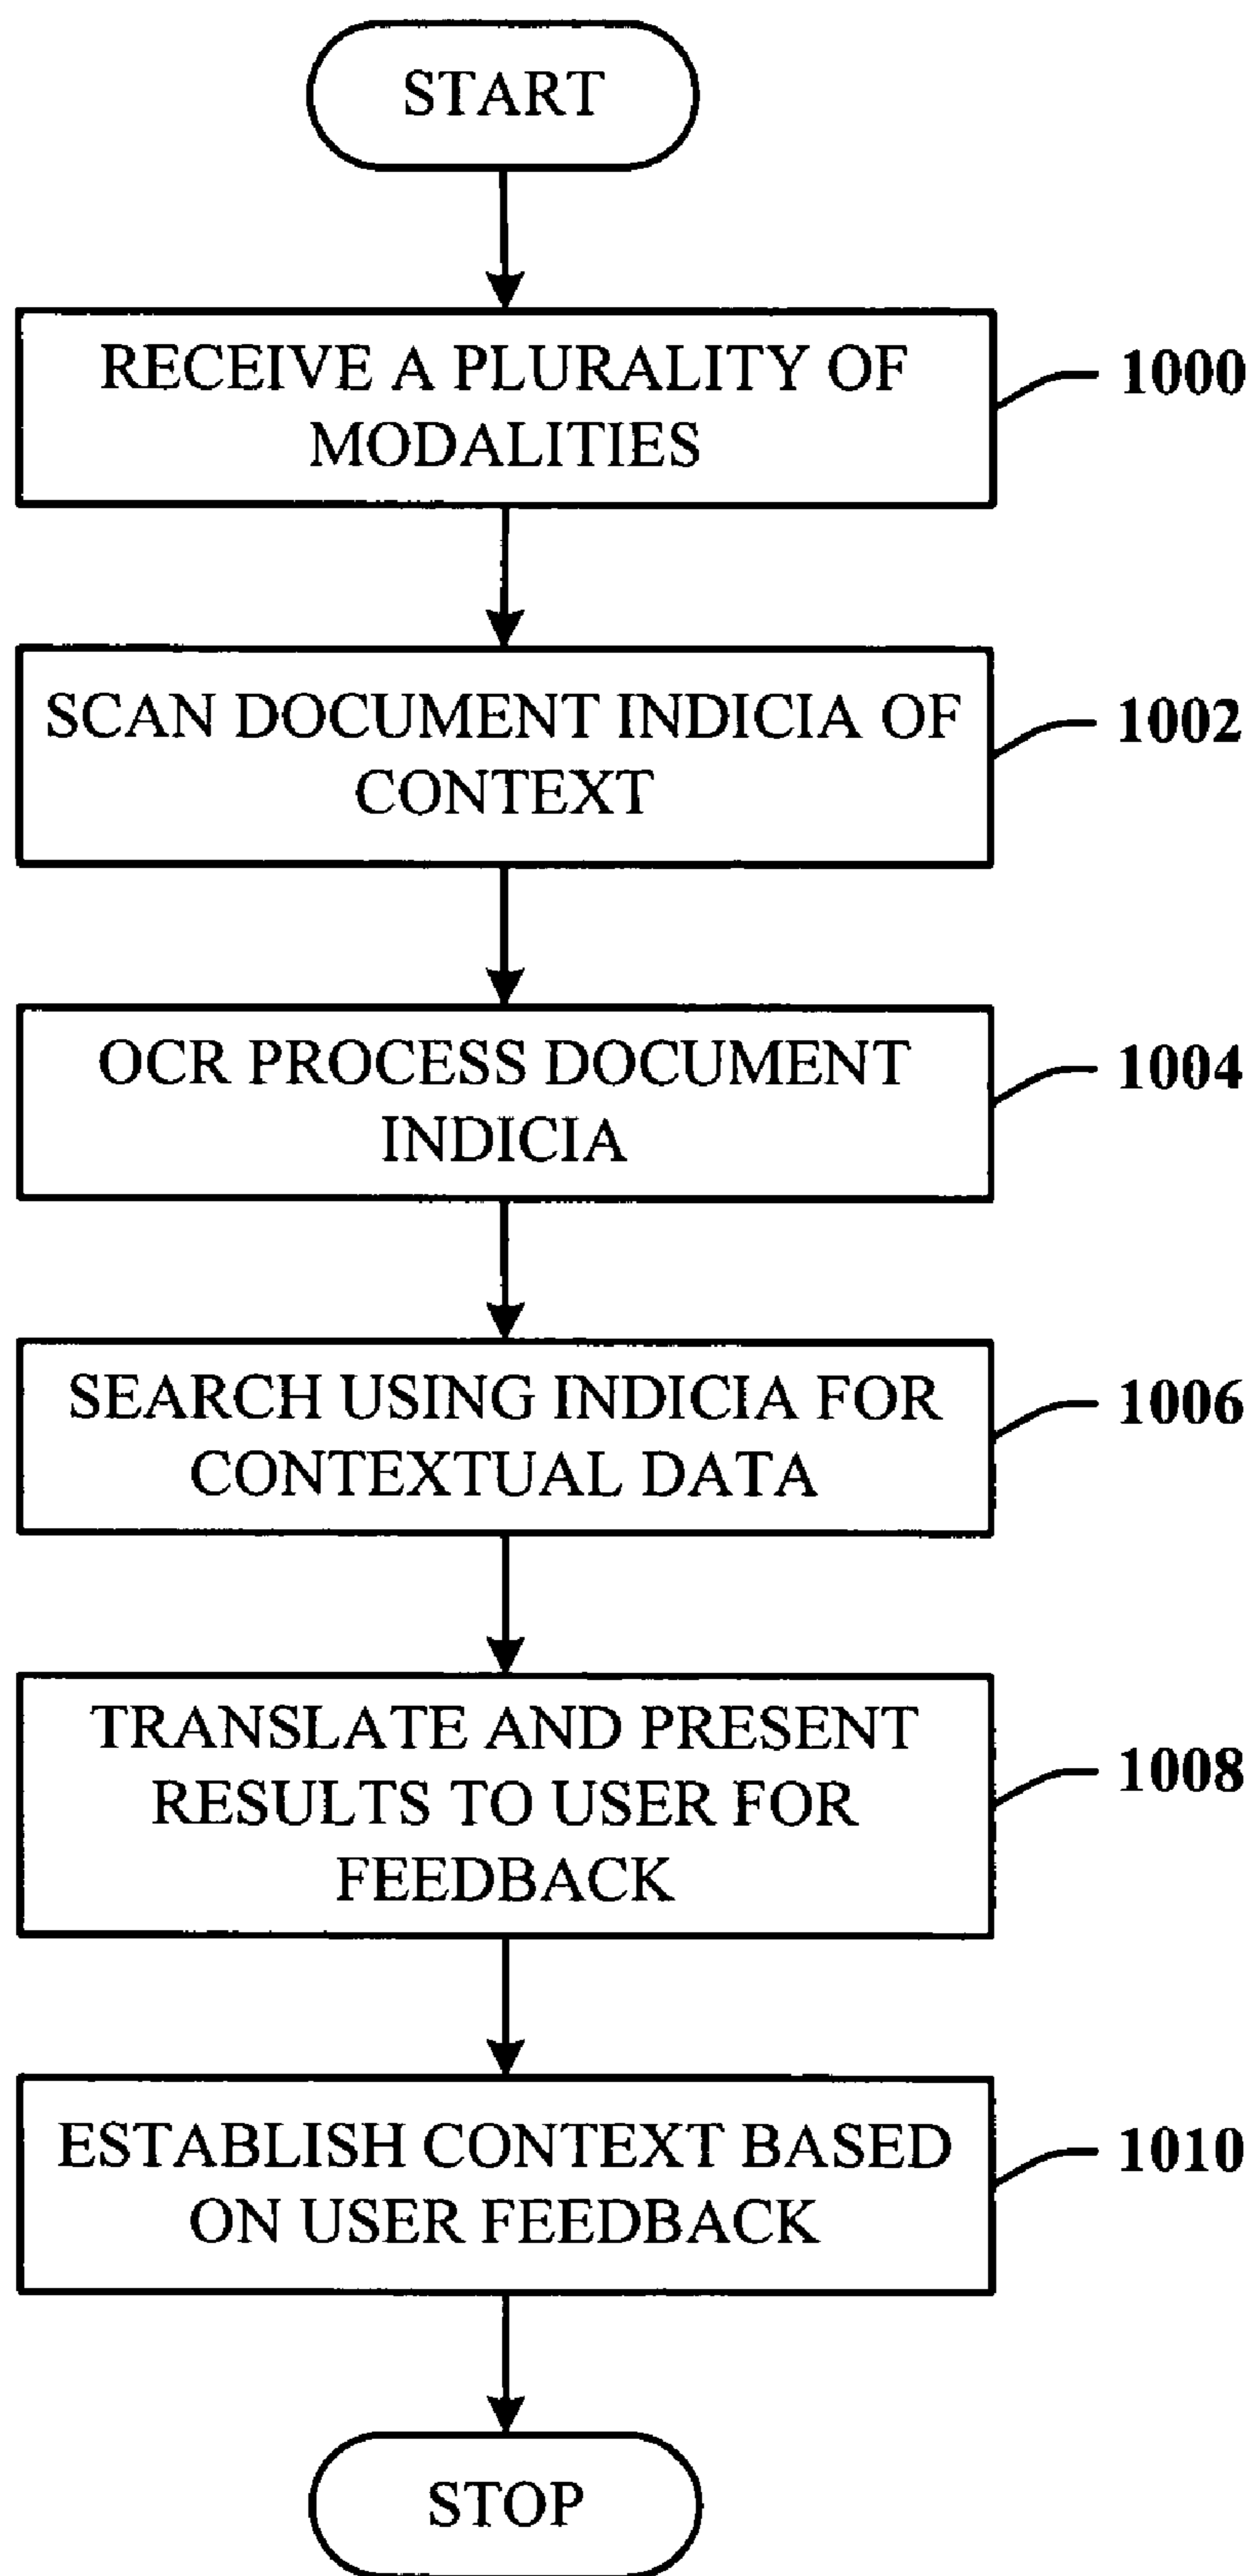 START
RECEIVE A PLURALITY OF
MODALITIES
1000
SCAN DOCUMENT INDICIA OF
CONTEXT
1002
OCR PROCESS DOCUMENT
INDICIA
1004
SEARCH USING INDICIA FOR
CONTEXTUAL DATA
1006
TRANSLATE AND PRESENT
RESULTS TO USER FOR
FEEDBACK
1008
ESTABLISH CONTEXT BASED
ON USER FEEDBACK
1010
STOP